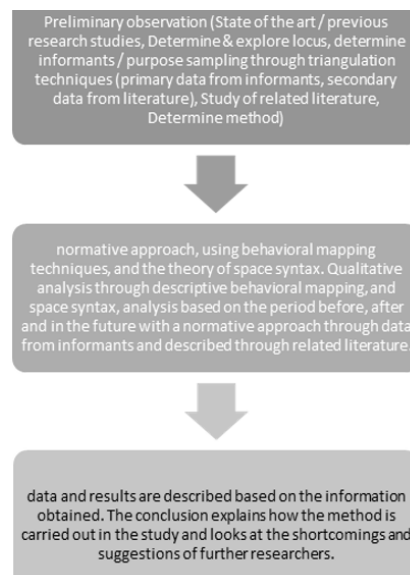 Preliminary observation (State of the art / previous
research studies, Determine & explore locus, determine
informants / purpose sampling through triangulation
techniques (primary data from informants, secondary
data from literature), Study of related literature,
Determine method)
normative approach, using behavioral mapping
techniques, and the theory of space syntax. Qualitative
analysis through descriptive behavioral mapping, and
space syntax, analysis based on the period before, after
and in the future with a normative approach through data
from informants and described through related literature.
data and results are described based on the information
obtained. The conclusion explains how the method is
carried out in the study and looks at the shortcomings and
suggestions of further researchers.